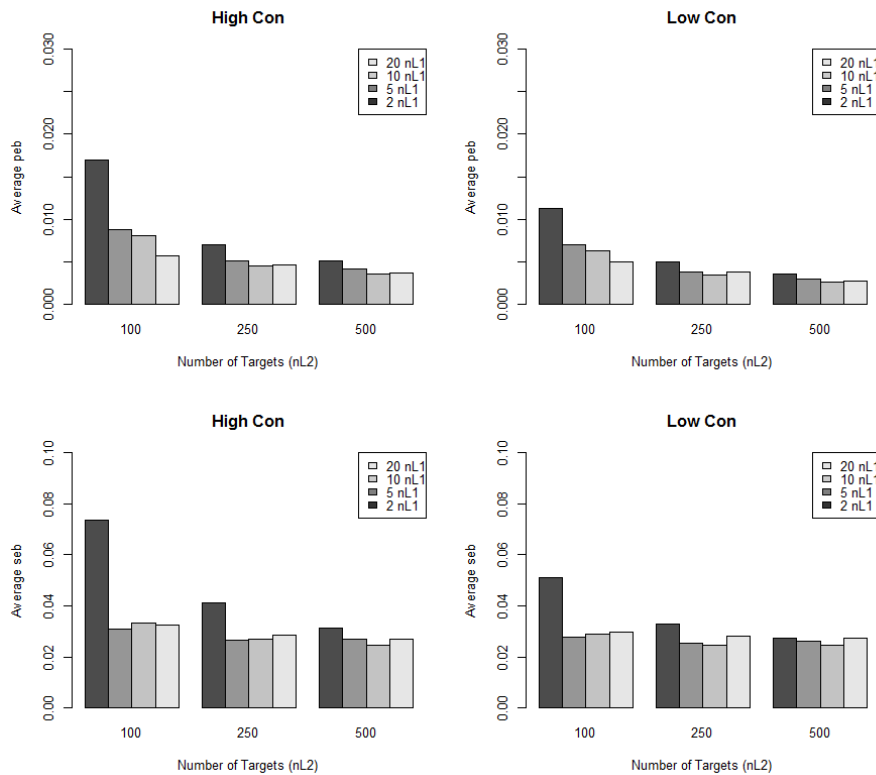 High Con
0.030
0.020
0.010
0.000
Average peb
20 nL1
10 nL1
5 nL1
2 nL1
100 250 500
Number of Targets (nL2)
Low Con
0.030
0.020
0.010
0.000
Average peb
20 nL1
10 nL1
5 nL1
2 nL1
100 250 500
Number of Targets (nL2)
High Con
0.10
0.08
0.06
0.04
0.02
0.00
Average seb
20 nL1
10 nL1
5 nL1
2 nL1
100 250 500
Number of Targets (nL2)
Low Con
0.10
0.08
0.06
0.04
0.02
0.00
Average seb
20 nL1
10 nL1
5 nL1
2 nL1
100 250 500
Number of Targets (nL2)